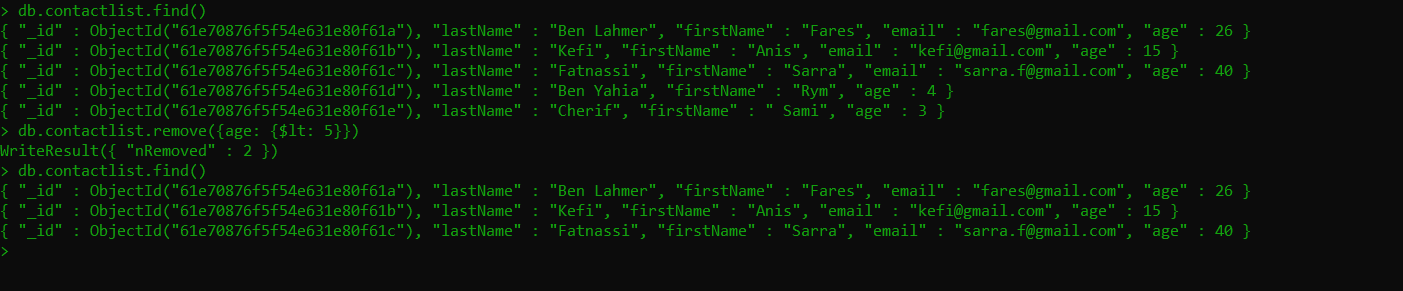 > db.contactlist.find()
{ "_id" : ObjectId("61e70876f5f54e631e80f61a"), "lastName" : "Ben Lahmer", "firstName" : "Fares", "email" : "fares@gmail.com", "age" : 26 }
{ "_id" : ObjectId("61e70876f5f54e631e80f61b"), "lastName" : "Kefi", "firstName" : "Anis", "email" : "kefi@gmail.com", "age" : 15 }
{ "_id" : ObjectId("61e70876f5f54e631e80f61c"), "lastName" : "Fatnassi", "firstName" : "Sarra", "email" : "sarra.f@gmail.com", "age" : 40 }
{ "_id" : ObjectId("61e70876f5f54e631e80f61d"), "lastName" : "Ben Yahia", "firstName" : "Rym", "age" : 4 }
{ "_id" : ObjectId("61e70876f5f54e631e80f61e"), "lastName" : "Cherif", "firstName" : " Sami", "age" : 3 }
> db.contactlist.remove({age: {$lt: 5}})
WriteResult({ "nRemoved" : 2 })
> db.contactlist.find()
{ "_id" : ObjectId("61e70876f5f54e631e80f61a"), "lastName" : "Ben Lahmer", "firstName" : "Fares", "email" : "fares@gmail.com", "age" : 26 }
{ "_id" : ObjectId("61e70876f5f54e631e80f61b"), "lastName" : "Kefi", "firstName" : "Anis", "email" : "kefi@gmail.com", "age" : 15 }
{ "_id" : ObjectId("61e70876f5f54e631e80f61c"), "lastName" : "Fatnassi", "firstName" : "Sarra", "email" : "sarra.f@gmail.com", "age" : 40 }
>